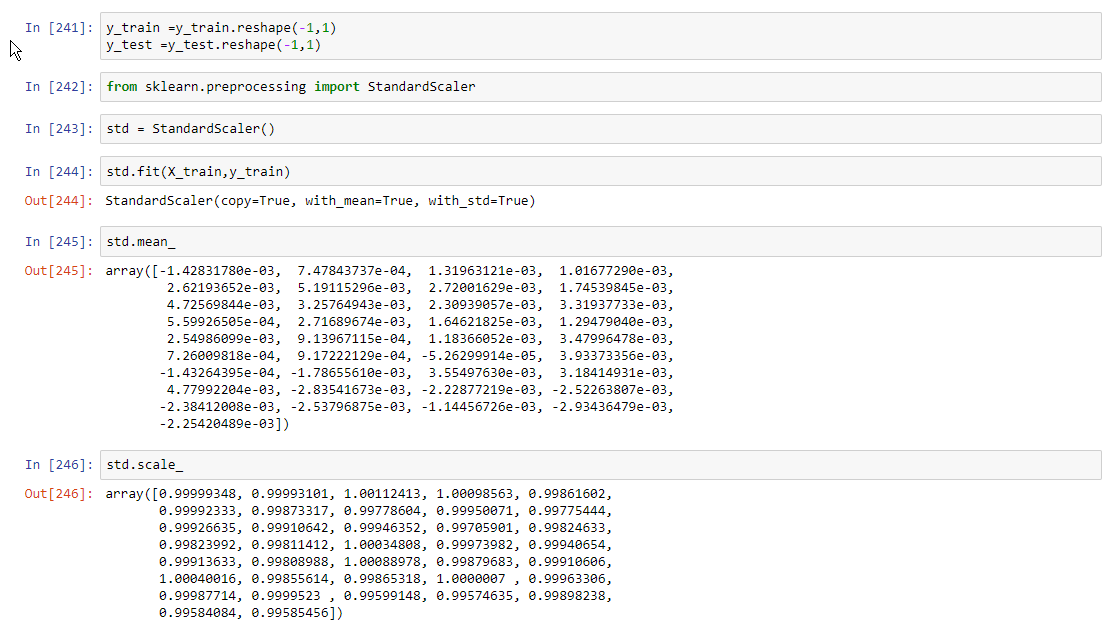 In [241]: y_train =y_train.reshape(-1,1)
y_test =y_test.reshape(-1,1)
In [242]: from sklearn.preprocessing import StandardScaler
In [243]: std = StandardScaler()
In [244]: std.fit(X_train,y_train)
Out[244]: StandardScaler(copy=True, with_mean=True, with_std=True)
In [245]: std.mean_
Out[245]: array([-1.42831780e-03,  7.47843737e-04,  1.31963121e-03,  1.01677290e-03,
2.62193652e-03,  5.19115296e-03,  2.72001629e-03,  1.74539845e-03,
4.72569844e-03,  3.25764943e-03,  2.30939057e-03,  3.31937733e-03,
5.59926505e-04,  2.71689674e-03,  1.64621825e-03,  1.29479040e-03,
2.54986099e-03,  9.13967115e-04,  1.18366052e-03,  3.47996478e-03,
7.26009818e-04,  9.17222129e-04, -5.26299914e-05,  3.93373356e-03,
-1.43264395e-04, -1.78655610e-03,  3.55497630e-03,  3.18414931e-03,
4.77992204e-03, -2.83541673e-03, -2.22877219e-03, -2.52263807e-03,
-2.38412008e-03, -2.53796875e-03, -1.14456726e-03, -2.93436479e-03,
-2.25420489e-03])
In [246]: std.scale_
Out[246]: array([0.99999348, 0.99993101, 1.00112413, 1.00098563, 0.99861602,
0.99992333, 0.99873317, 0.99778604, 0.99950071, 0.99775444,
0.99926635, 0.99910642, 0.99946352, 0.99705901, 0.99824633,
0.99823992, 0.99811412, 1.00034808, 0.99973982, 0.99940654,
0.99913633, 0.99808988, 1.00088978, 0.99879683, 0.99910606,
1.00040016, 0.99855614, 0.99865318, 1.0000007 , 0.99963306,
0.99987714, 0.9999523 , 0.99599148, 0.99574635, 0.99898238,
0.99584084, 0.99585456])